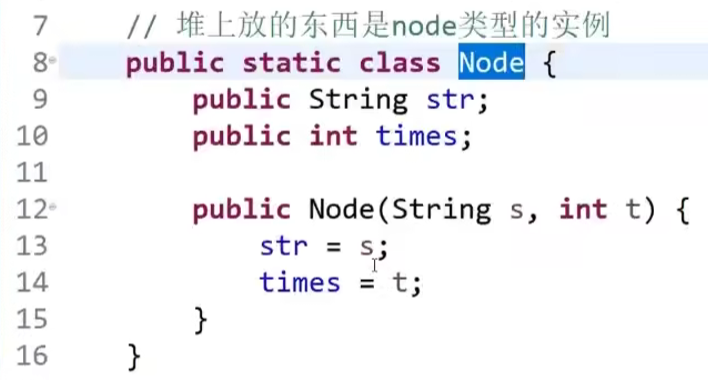 7 // 堆上放的东西是node类型的实例
8 public static class Node {
9 public String str;
10 public int times;
11
12 public Node(String s, int t) {
13 str = s;
14 times = t;
15 }
16 }